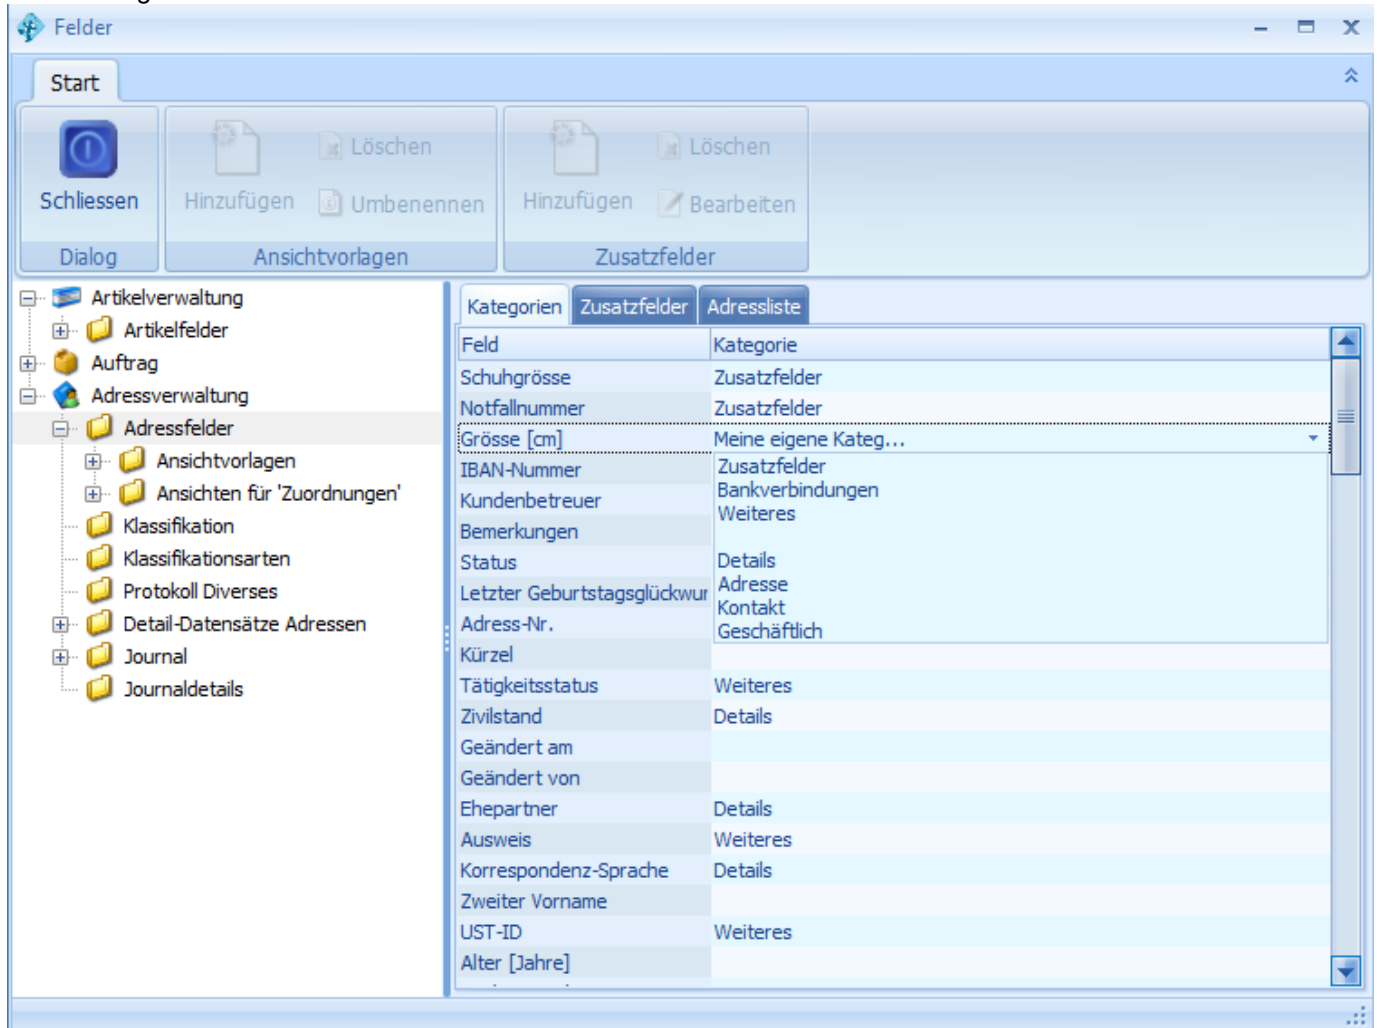 Felder
Start
Schliessen
Hinzufügen
Löschen
Umbenennen
Hinzufügen
Löschen
Bearbeiten
Dialog
Ansichtvorlagen
Zusatzfelder
Artikelverwaltung
Artikelfelder
Auftrag
Adressverwaltung
Adressfelder
Ansichtvorlagen
Ansichten für 'Zuordnungen'
Klassifikation
Klassifikationsarten
Protokoll Diverses
Detail-Datensätze Adressen
Journal
Journaldetails
Kategorien Zusatzfelder Adressliste
Feld Kategorie
Schuhgrösse Zusatzfelder
Notfallnummer Zusatzfelder
Grösse [cm] Meine eigene Kateg...
IBAN-Nummer
Kundenbetreuer
Bemerkungen
Status
Letzter Geburtstagsglückwur
Adress-Nr.
Kürzel
Zusatzfelder
Bankverbindungen
Weiteres
Details
Adresse
Kontakt
Geschäftlich
Tätigkeitsstatus Weiteres
Zivilstand Details
Geändert am
Geändert von
Ehepartner Details
Ausweis Weiteres
Korrespondenz-Sprache Details
Zweiter Vorname
UST-ID Weiteres
Alter [Jahre]